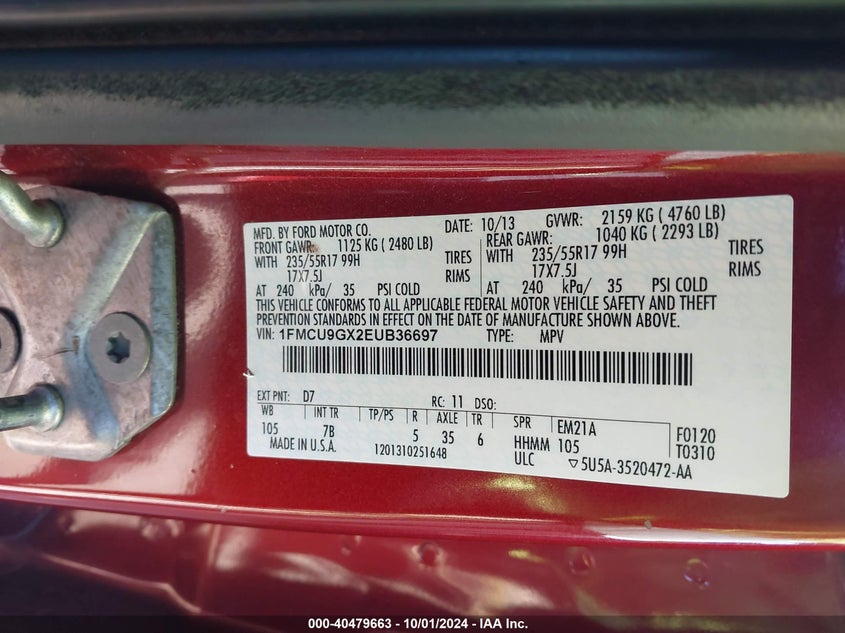 MFD. BY FORD MOTOR CO. DATE: 10/13 GVWR: 2159 KG ( 4760 LB)
FRONT GAWR: 1125 KG ( 2480 LB) REAR GAWR: 1040 KG ( 2293 LB)
WITH 235/55R17 99H TIRES WITH 235/55R17 99H TIRES
17X7.5J RIMS 17X7.5J RIMS
AT 240 kPa/ 35 PSI COLD AT 240 kPa/ 35 PSI COLD
THIS VEHICLE CONFORMS TO ALL APPLICABLE FEDERAL MOTOR VEHICLE SAFETY AND THEFT
PREVENTION STANDARDS IN EFFECT ON THE DATE OF MANUFACTURE SHOWN ABOVE.
VIN: 1FMCU9GX2EUB36697 TYPE: MPV
EXT PNT: D7 RC: 11 DSO:
WB INT TR TP/PS R AXLE TR SPR EM21A F0120
105 7B 5 35 6 HHMM 105 T0310
MADE IN U.S.A. 1201310251648 ULC ▽5U5A-3520472-AA
000-40479663 - 10/01/2024 - IAA Inc.